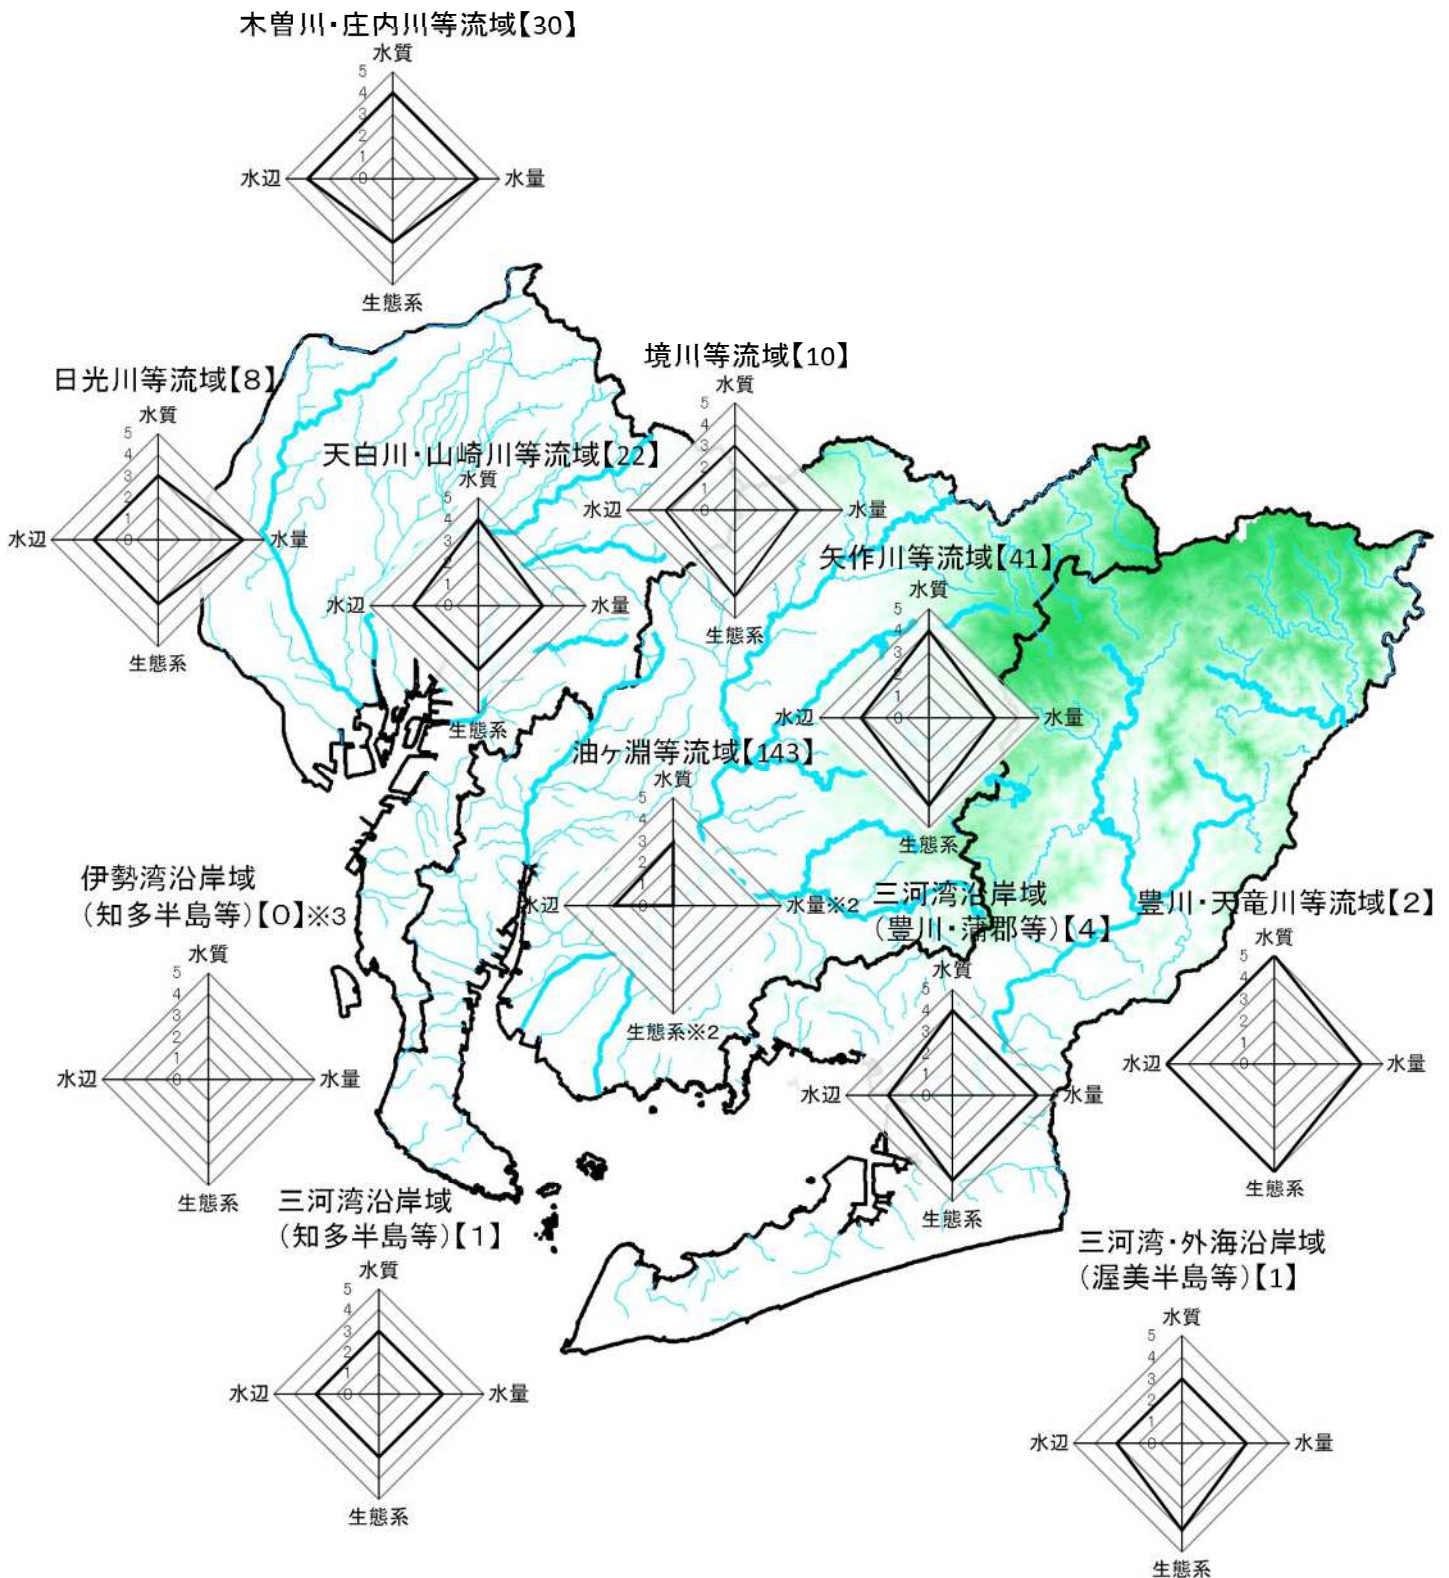 木曽川・庄内川等流域【30】
水質
5
4
3
2
1
0
水辺
水量
生態系
日光川等流域【8】
水質
5
4
3
2
1
0
水辺
水量
生態系
境川等流域【10】
水質
5
4
3
2
1
0
水辺
水量
生態系
天白川・山崎川等流域【22】
水質
5
4
3
2
1
0
水辺
水量
生態系
矢作川等流域【41】
水質
5
4
3
2
1
0
水辺
水量
生態系
油ヶ淵等流域【143】
水質
5
4
3
2
1
0
水辺
水量※2
生態系※2
伊勢湾沿岸域
(知多半島等)【0】※3
水質
5
4
3
2
1
0
水辺
水量
生態系
三河湾沿岸域
(豊川・蒲郡等)【4】
水質
5
4
3
2
1
0
水辺
水量
生態系
豊川・天竜川等流域【2】
水質
5
4
3
2
1
0
水辺
水量
生態系
三河湾沿岸域
(知多半島等)【1】
水質
5
4
3
2
1
0
水辺
水量
生態系
三河湾・外海沿岸域
(渥美半島等)【1】
水質
5
4
3
2
1
0
水辺
水量
生態系